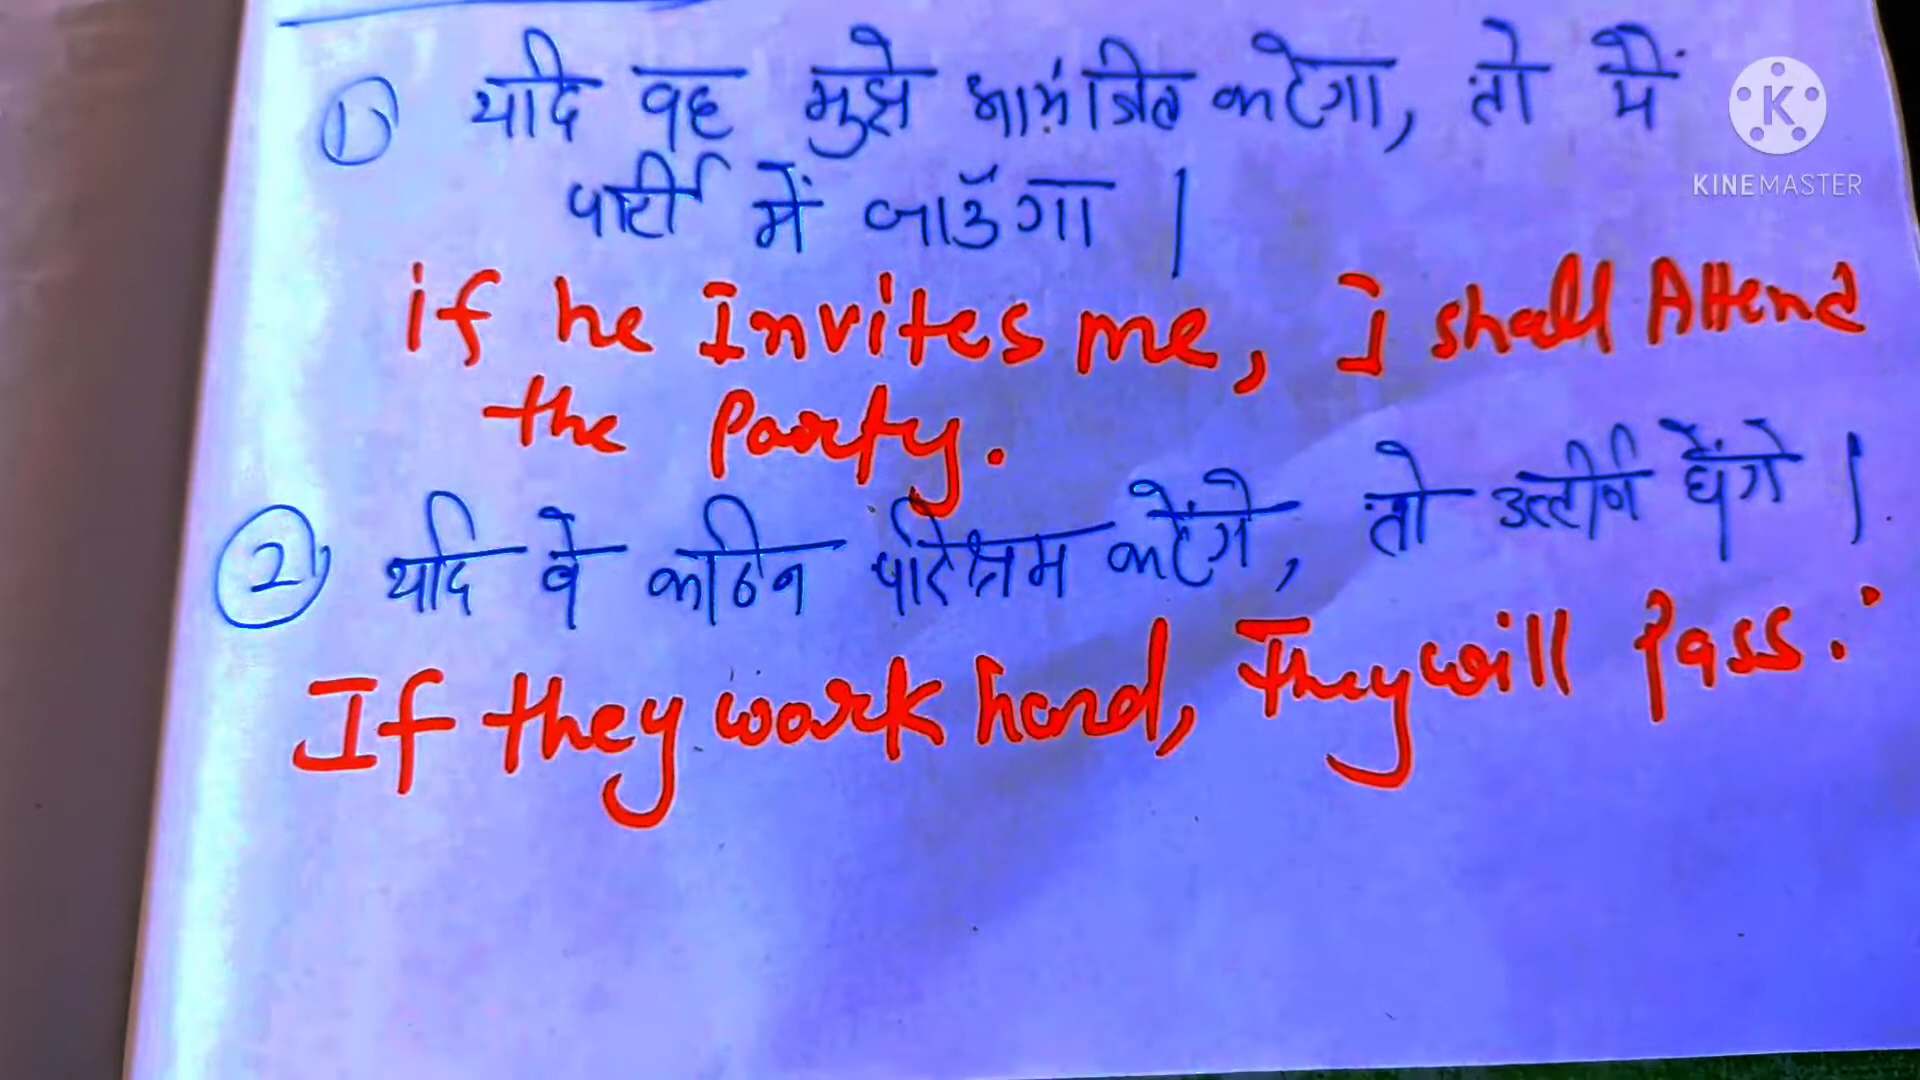 ① यदि वह मुझे आमंत्रित करेगा, तो मैं
पार्टी में जाउँगा |
if he Invites me, I shall Attend
the Party.
② यदि वे कठिन परिश्रम करेंगे, तो उत्तीर्ण होंगे |
If they work hard, They will Pass.
K
KINEMASTER